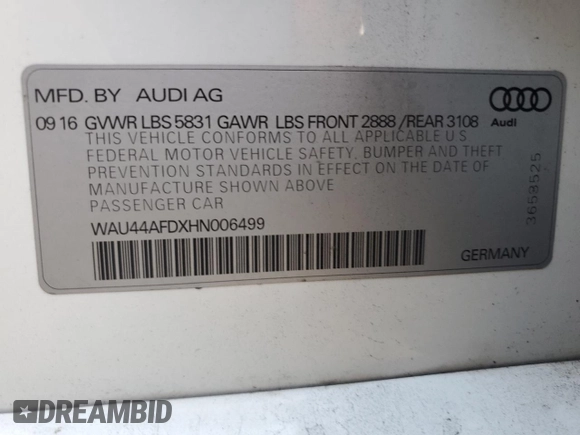 MFD. BY AUDI AG
09 16 GVWR LBS 5831 GAWR LBS FRONT 2888 /REAR 3108
Audi
THIS VEHICLE CONFORMS TO ALL APPLICABLE U.S
FEDERAL MOTOR VEHICLE SAFETY, BUMPER AND THEFT
PREVENTION STANDARDS IN EFFECT ON THE DATE OF
MANUFACTURE SHOWN ABOVE
PASSENGER CAR
WAU44AFDXHN006499
GERMANY
3658525
DREAMBID